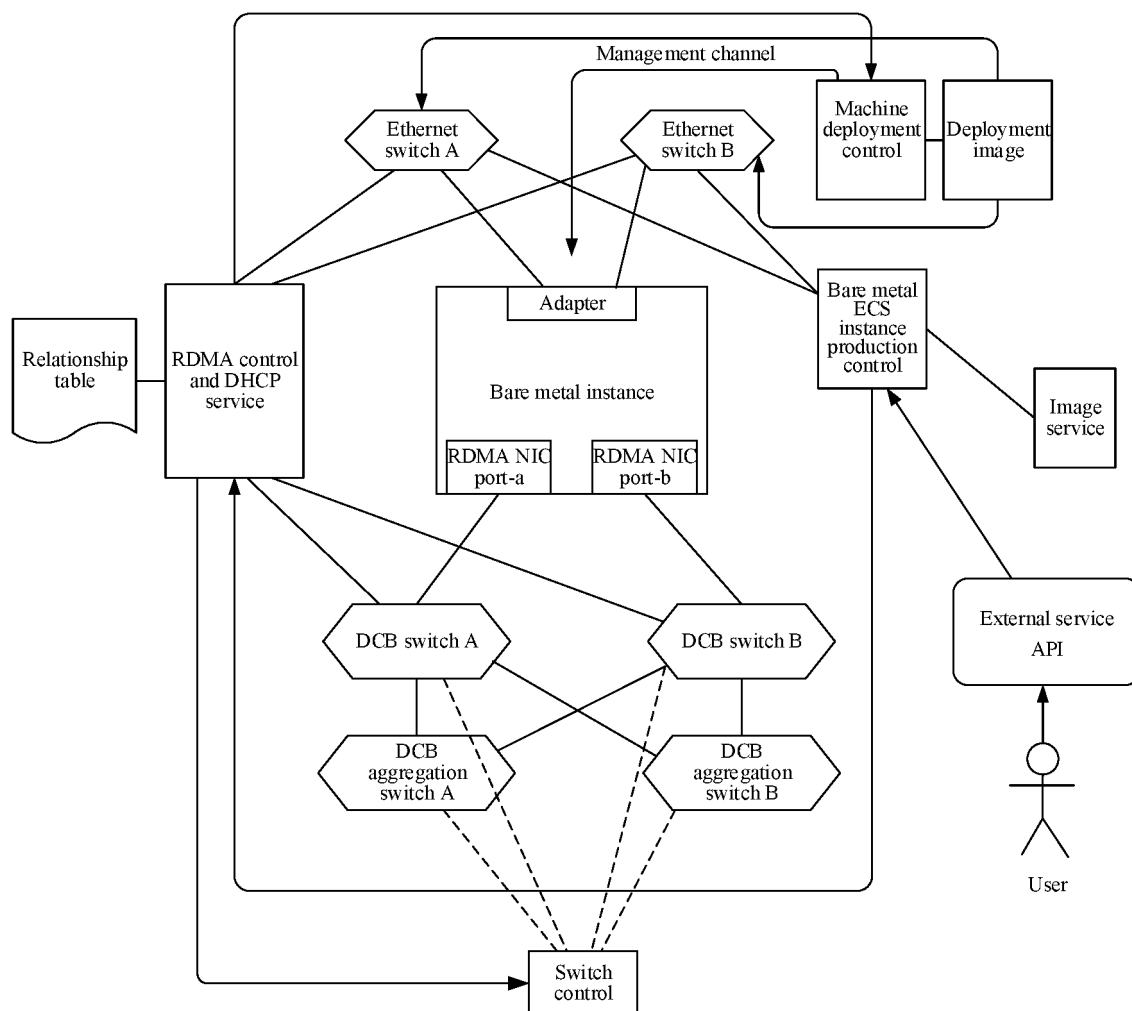 Management channel
Ethernet
switch A
Ethernet
switch B
Machine
deployment
control
Deployment
image
Adapter
Bare metal
ECS
instance
production
control
Relationship
table
RDMA control
and DHCP
service
Bare metal instance
Image
service
RDMA NIC
port-a
RDMA NIC
port-b
DCB switch A
DCB switch B
External service
API
DCB
aggregation
switch A
DCB
aggregation
switch B
User
Switch
control